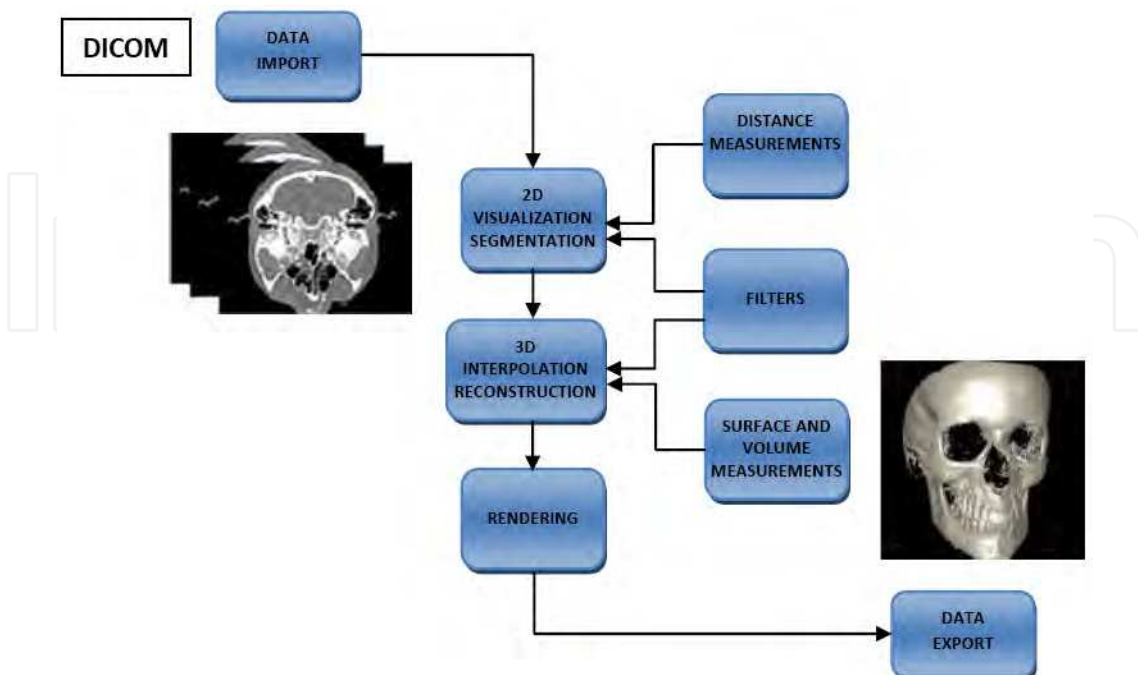 DICOM
DATA
IMPORT
DISTANCE
MEASUREMENTS
2D
VISUALIZATION
SEGMENTATION
FILTERS
3D
INTERPOLATION
RECONSTRUCTION
SURFACE AND
VOLUME
MEASUREMENTS
RENDERING
DATA
EXPORT